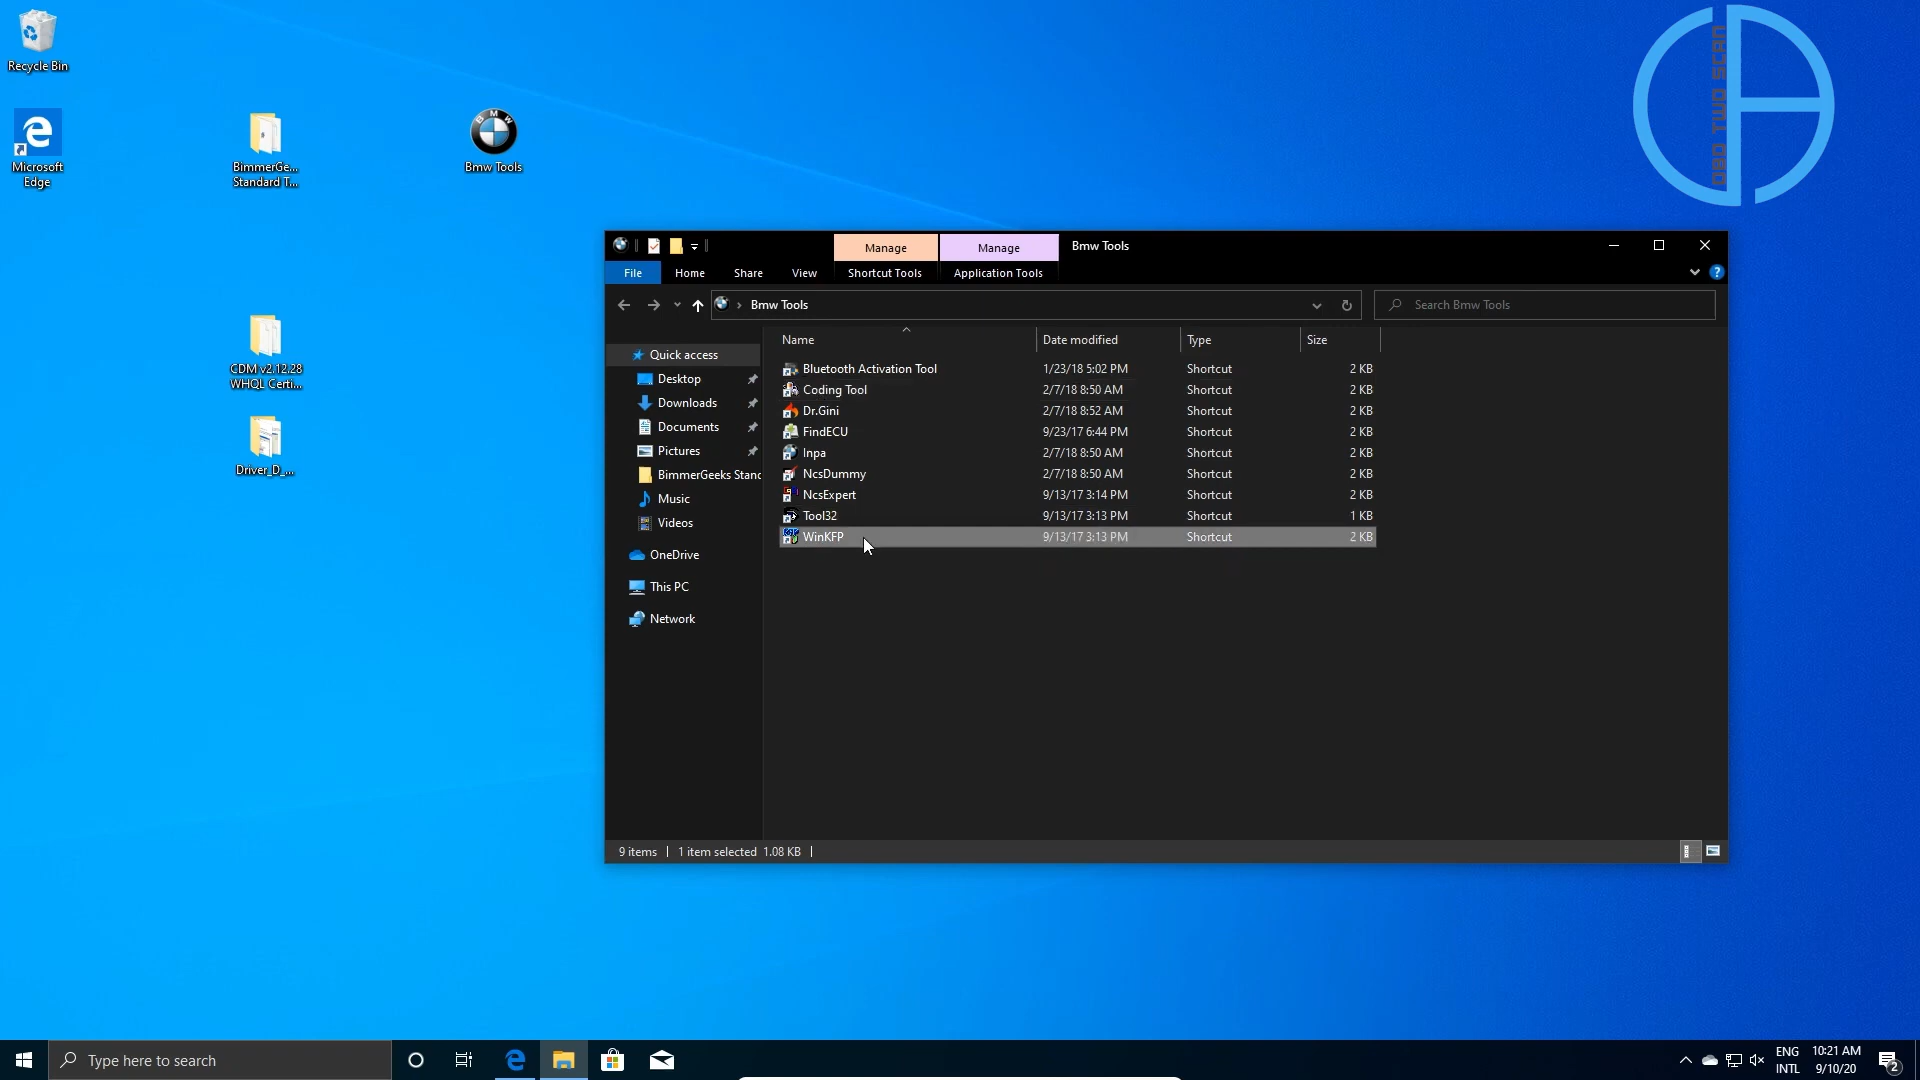 Recycle Bin
Microsoft
Edge
BimmerGe...
Standard T...
BMW
Bmw Tools
CDM v2.12.28
WHQL Certi...
Driver_D_...
OBD TWO SCAN
Manage
Manage
Bmw Tools
File
Home
Share
View
Shortcut Tools
Application Tools
?
Bmw Tools
Search Bmw Tools
Name
Date modified
Type
Size
Quick access
Desktop
Downloads
Documents
Pictures
BimmerGeeks Stand
Music
Videos
OneDrive
This PC
Network
Bluetooth Activation Tool 1/23/18 5:02 PM Shortcut 2 KB
Coding Tool 2/7/18 8:50 AM Shortcut 2 KB
Dr.Gini 2/7/18 8:52 AM Shortcut 2 KB
FindECU 9/23/17 6:44 PM Shortcut 2 KB
Inpa 2/7/18 8:50 AM Shortcut 2 KB
NcsDummy 2/7/18 8:50 AM Shortcut 2 KB
NcsExpert 9/13/17 3:14 PM Shortcut 2 KB
Tool32 9/13/17 3:13 PM Shortcut 1 KB
WinKFP 9/13/17 3:13 PM Shortcut 2 KB
9 items 1 item selected 1.08 KB
Type here to search
ENG
INTL
10:21 AM
9/10/20
2